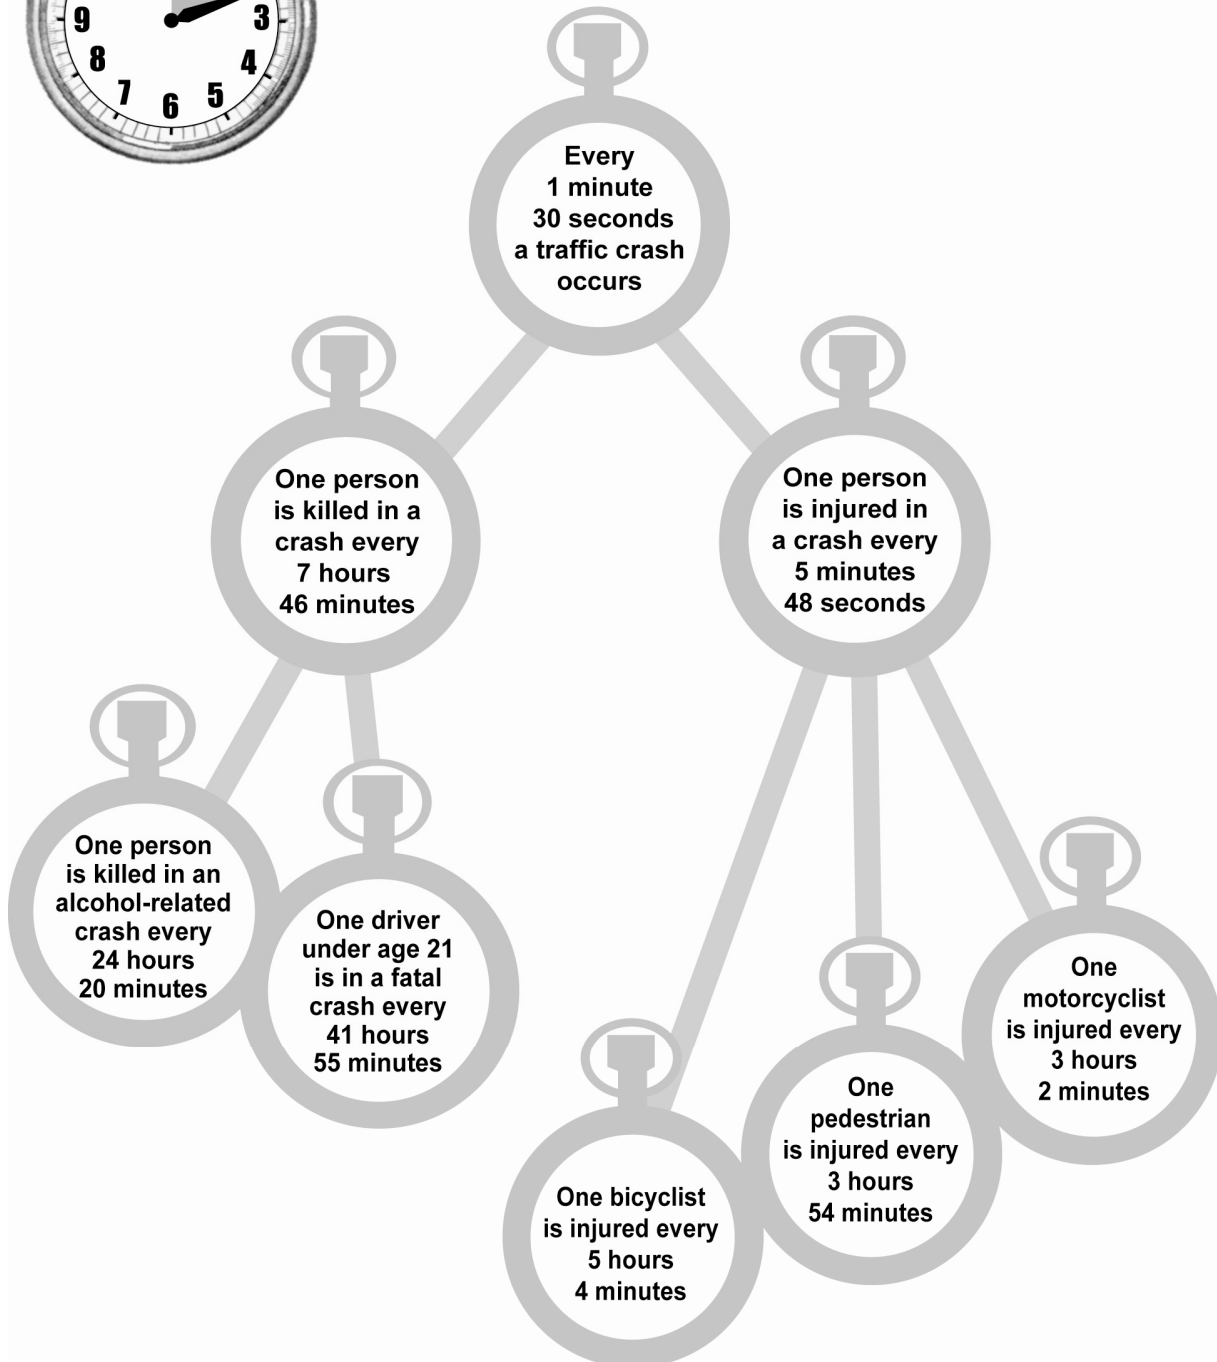 9
3
8
4
7
6
5
Every
1 minute
30 seconds
a traffic crash
occurs
One person
is killed in a
crash every
7 hours
46 minutes
One person
is injured in
a crash every
5 minutes
48 seconds
One person
is killed in an
alcohol-related
crash every
24 hours
20 minutes
One driver
under age 21
is in a fatal
crash every
41 hours
55 minutes
One bicyclist
is injured every
5 hours
4 minutes
One
pedestrian
is injured every
3 hours
54 minutes
One
motorcyclist
is injured every
3 hours
2 minutes